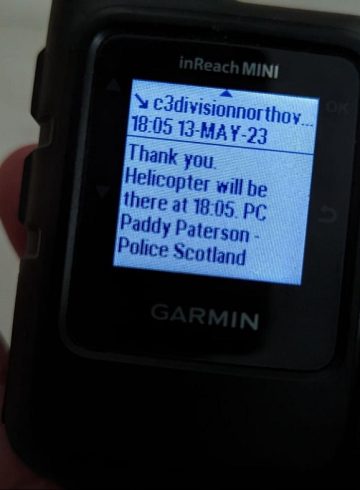 inReach MINI
c3divisionnorthov...
18:05 13-MAY-23
Thank you.
Helicopter will be
there at 18:05. PC
Paddy Paterson -
Police Scotland
OK
GARMIN